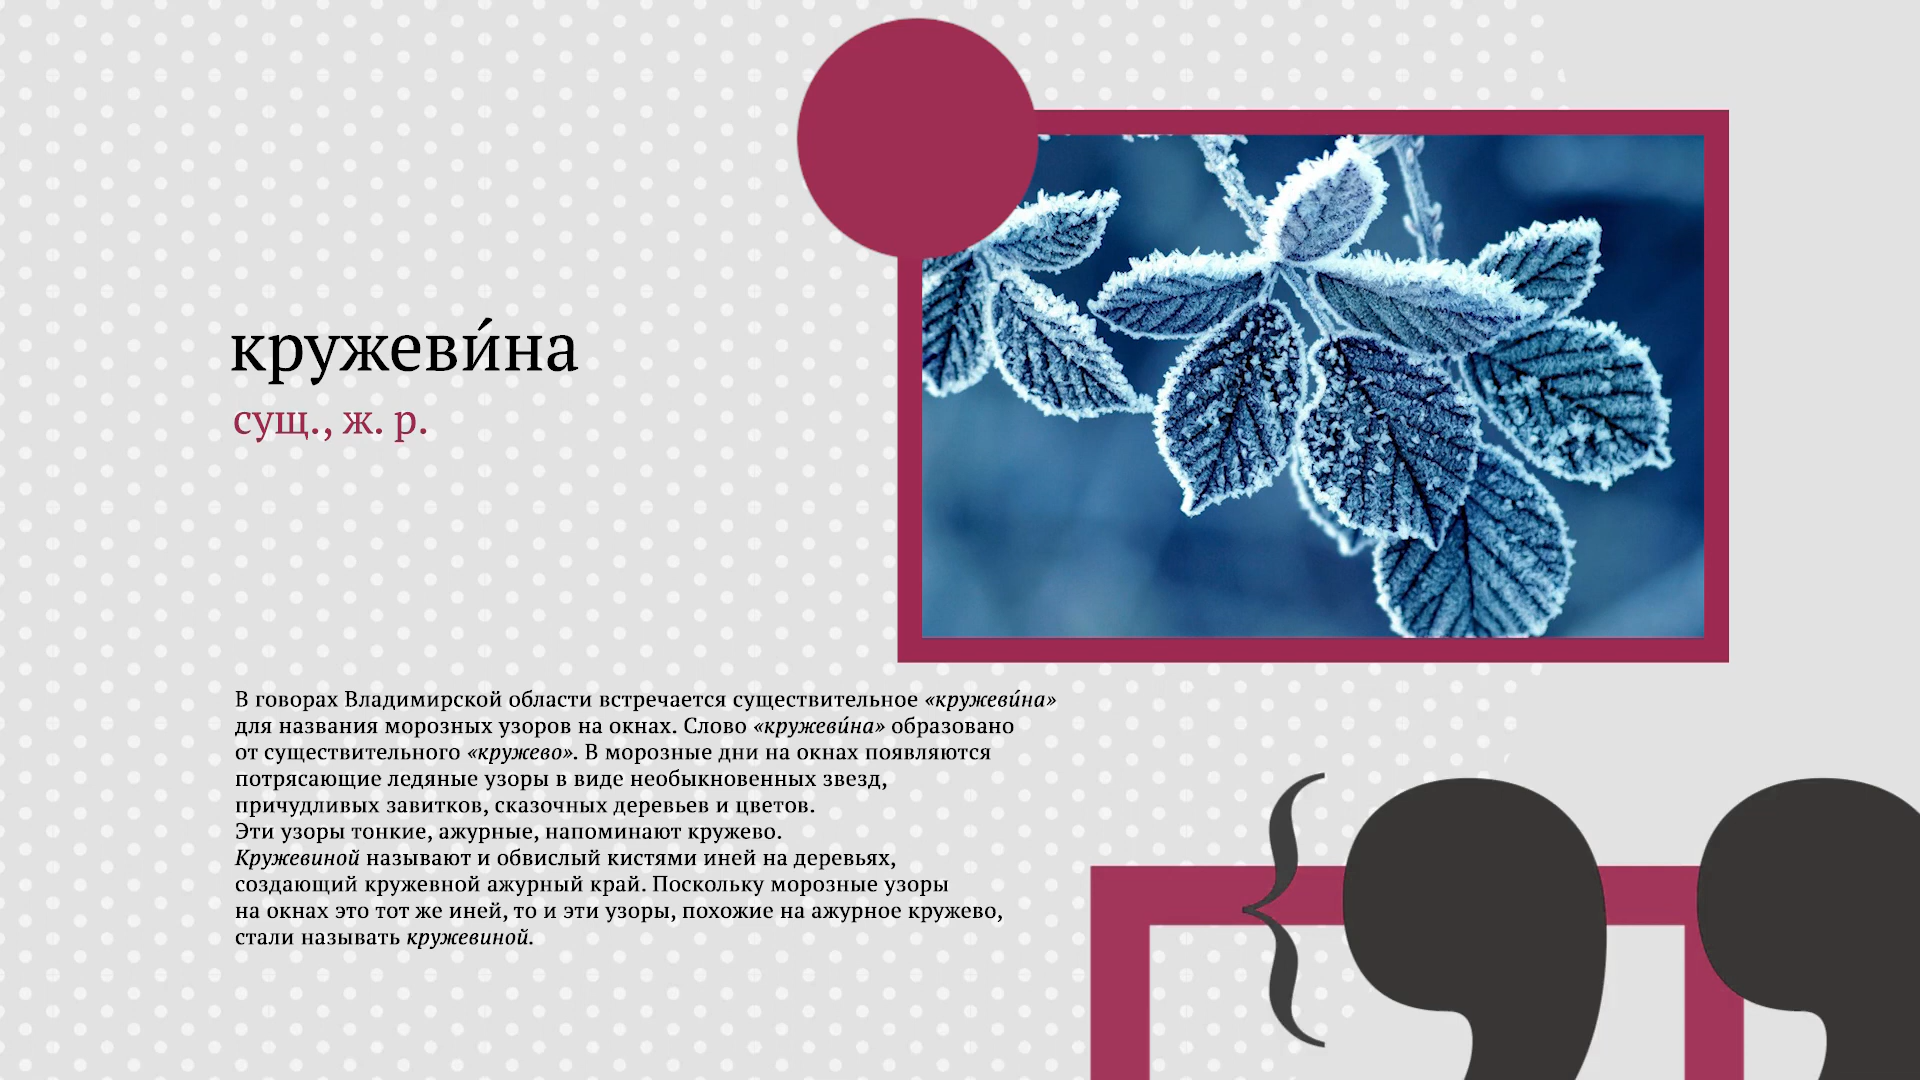 кружеви́на
сущ., ж. р.
В говорах Владимирской области встречается существительное «кружеви́на»
для названия морозных узоров на окнах. Слово «кружеви́на» образовано
от существительного «кружево». В морозные дни на окнах появляются
потрясающие ледяные узоры в виде необыкновенных звезд,
причудливых завитков, сказочных деревьев и цветов.
Эти узоры тонкие, ажурные, напоминают кружево.
Кружевиной называют и обвислый кистями иней на деревьях,
создающий кружевной ажурный край. Поскольку морозные узоры
на окнах это тот же иней, то и эти узоры, похожие на ажурное кружево,
стали называть кружевиной.